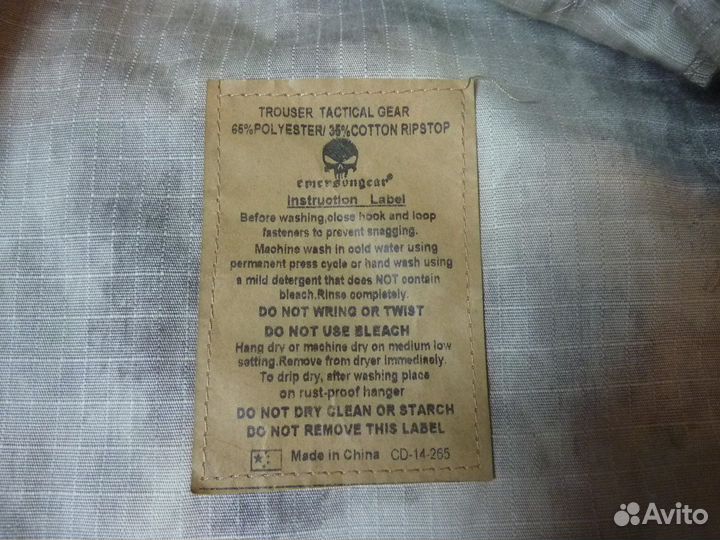 TROUSER TACTICAL GEAR
65%POLYESTER/ 35%COTTON RIPSTOP
emersongear®
Instruction Label
Before washing,close hook and loop
fasteners to prevent snagging.
Machine wash in cold water using
permanent press cycle or hand wash using
a mild detergent that does NOT contain
bleach.Rinse completely.
DO NOT WRING OR TWIST
DO NOT USE BLEACH
Hang dry or machine dry on medium low
setting.Remove from dryer immediately.
To drip dry, after washing place
on rust-proof hanger
DO NOT DRY CLEAN OR STARCH
DO NOT REMOVE THIS LABEL
Made in China CD-14-265
Avito